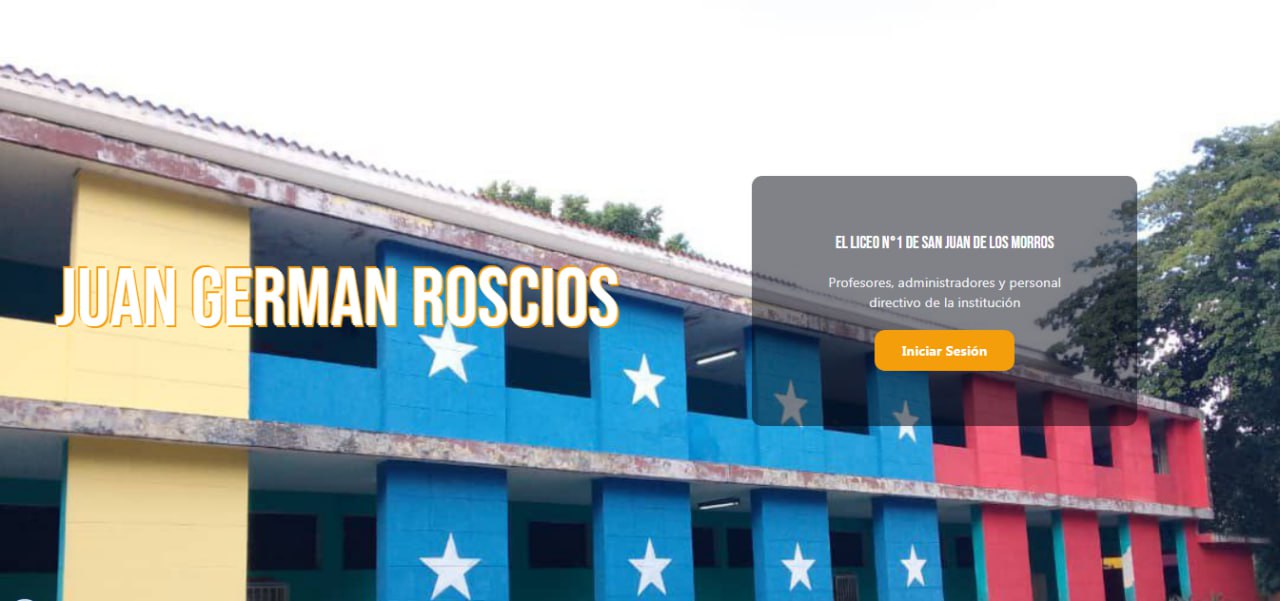 JUAN GERMAN ROSCIOS
EL LICEO N°1 DE SAN JUAN DE LOS MORROS
Profesores, administradores y personal
directivo de la institución
Iniciar Sesión